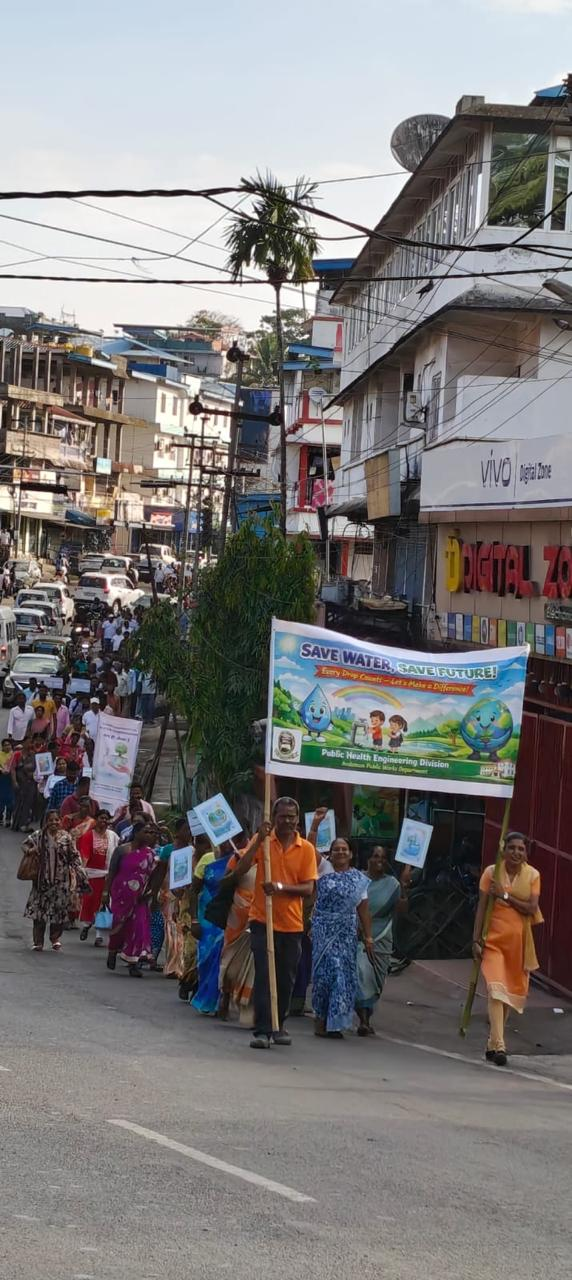 vivo Digital Zone
DIGITAL ZO
SAVE WATER, SAVE FUTURE!
Every Drop Counts – Let's Make a Difference!
Public Health Engineering Division
Andaman Public Works Department